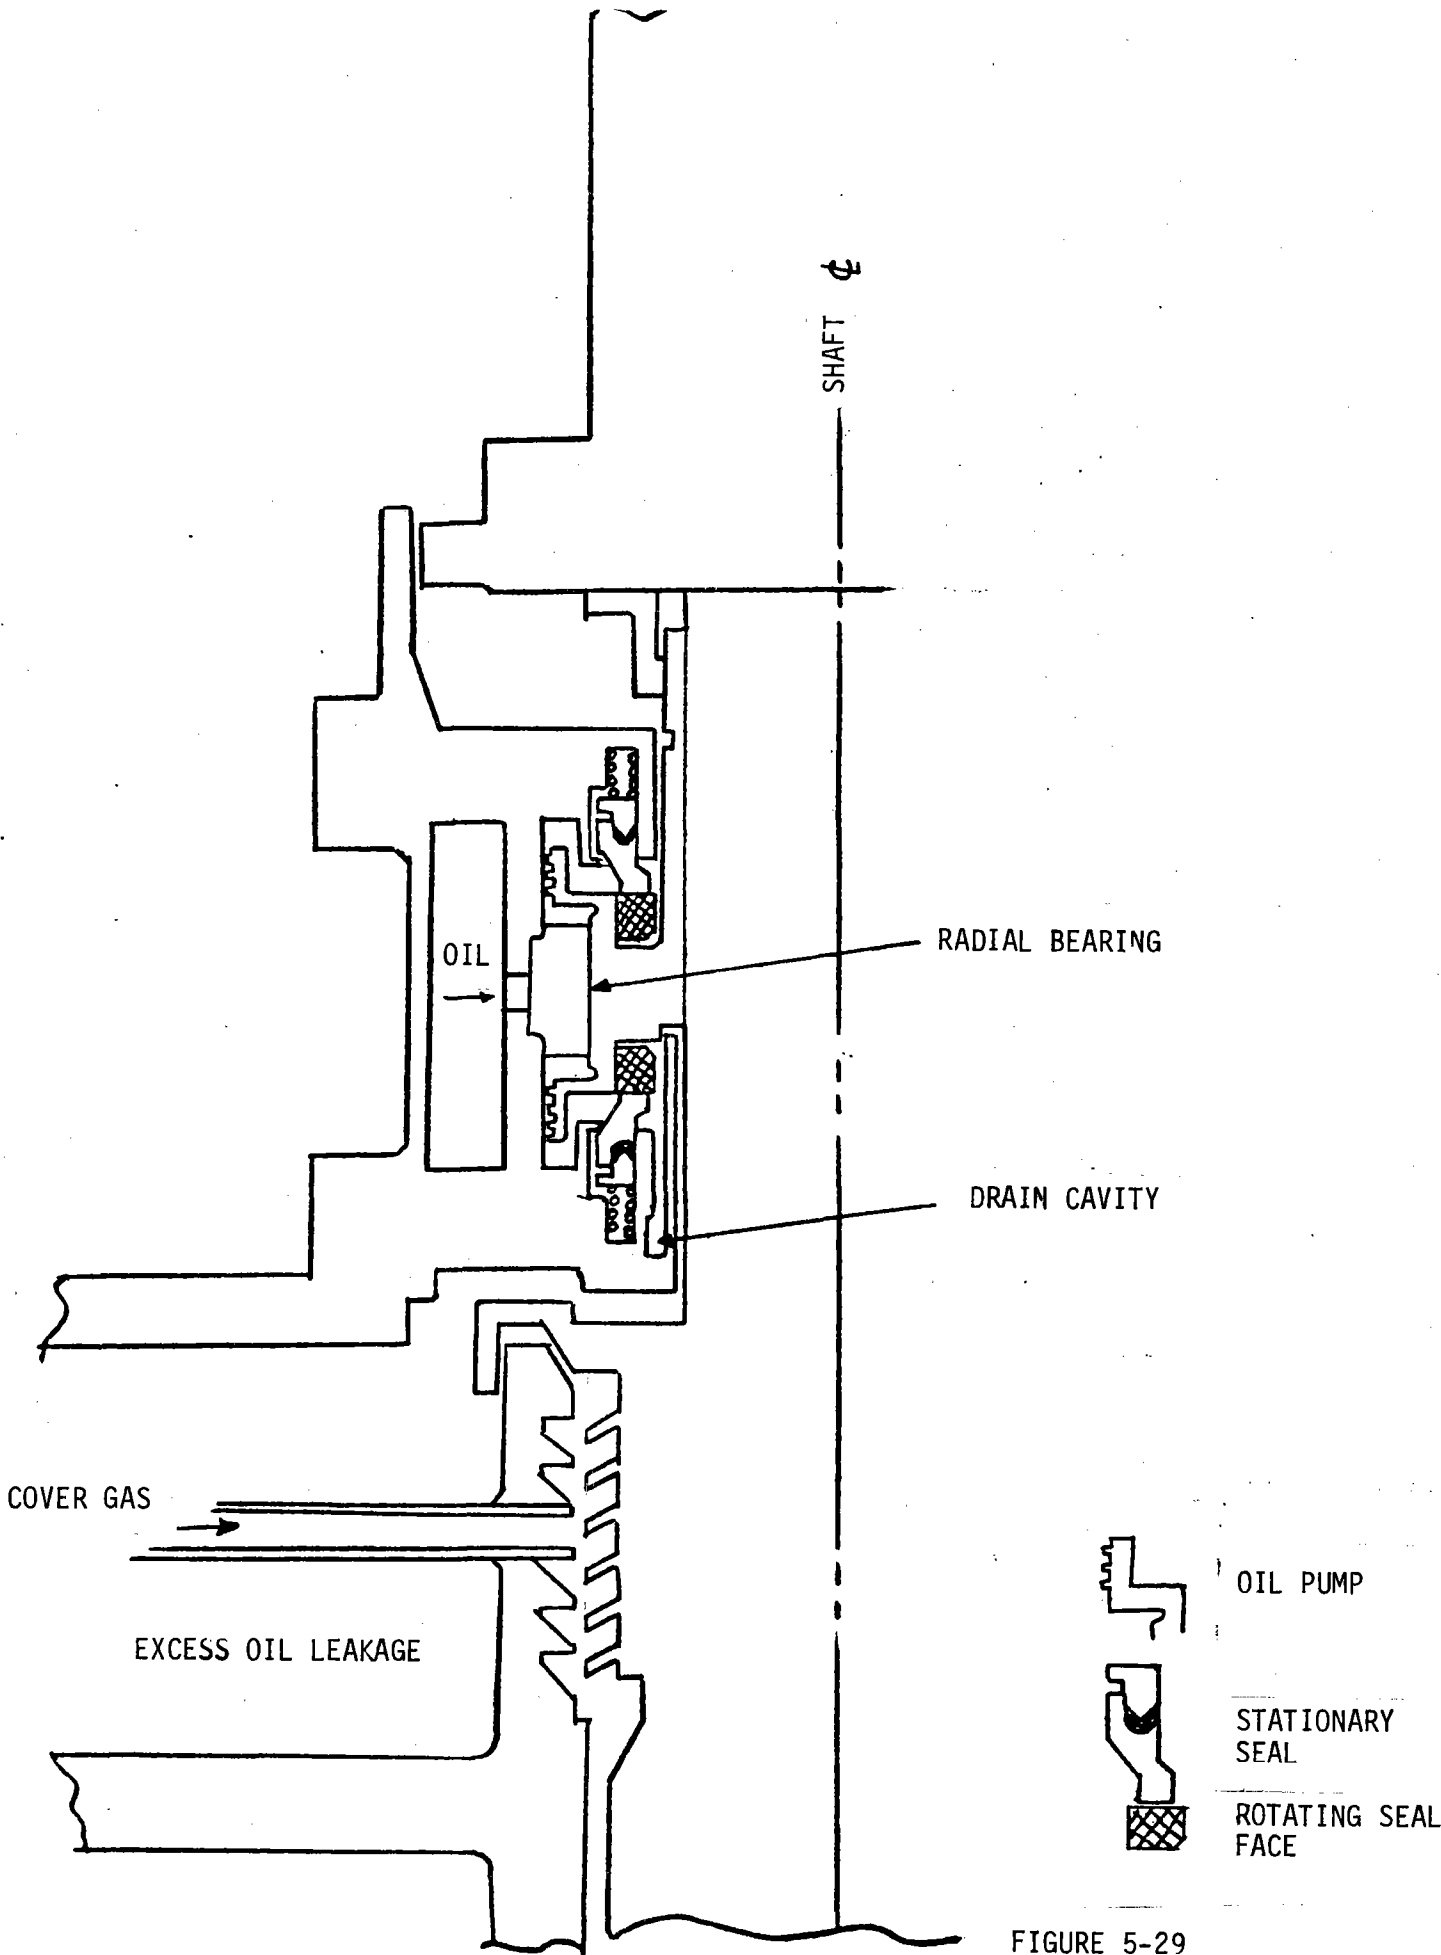 SHAFT ℄
OIL
RADIAL BEARING
DRAIN CAVITY
COVER GAS
EXCESS OIL LEAKAGE
OIL PUMP
STATIONARY
SEAL
ROTATING SEAL
FACE
FIGURE 5-29